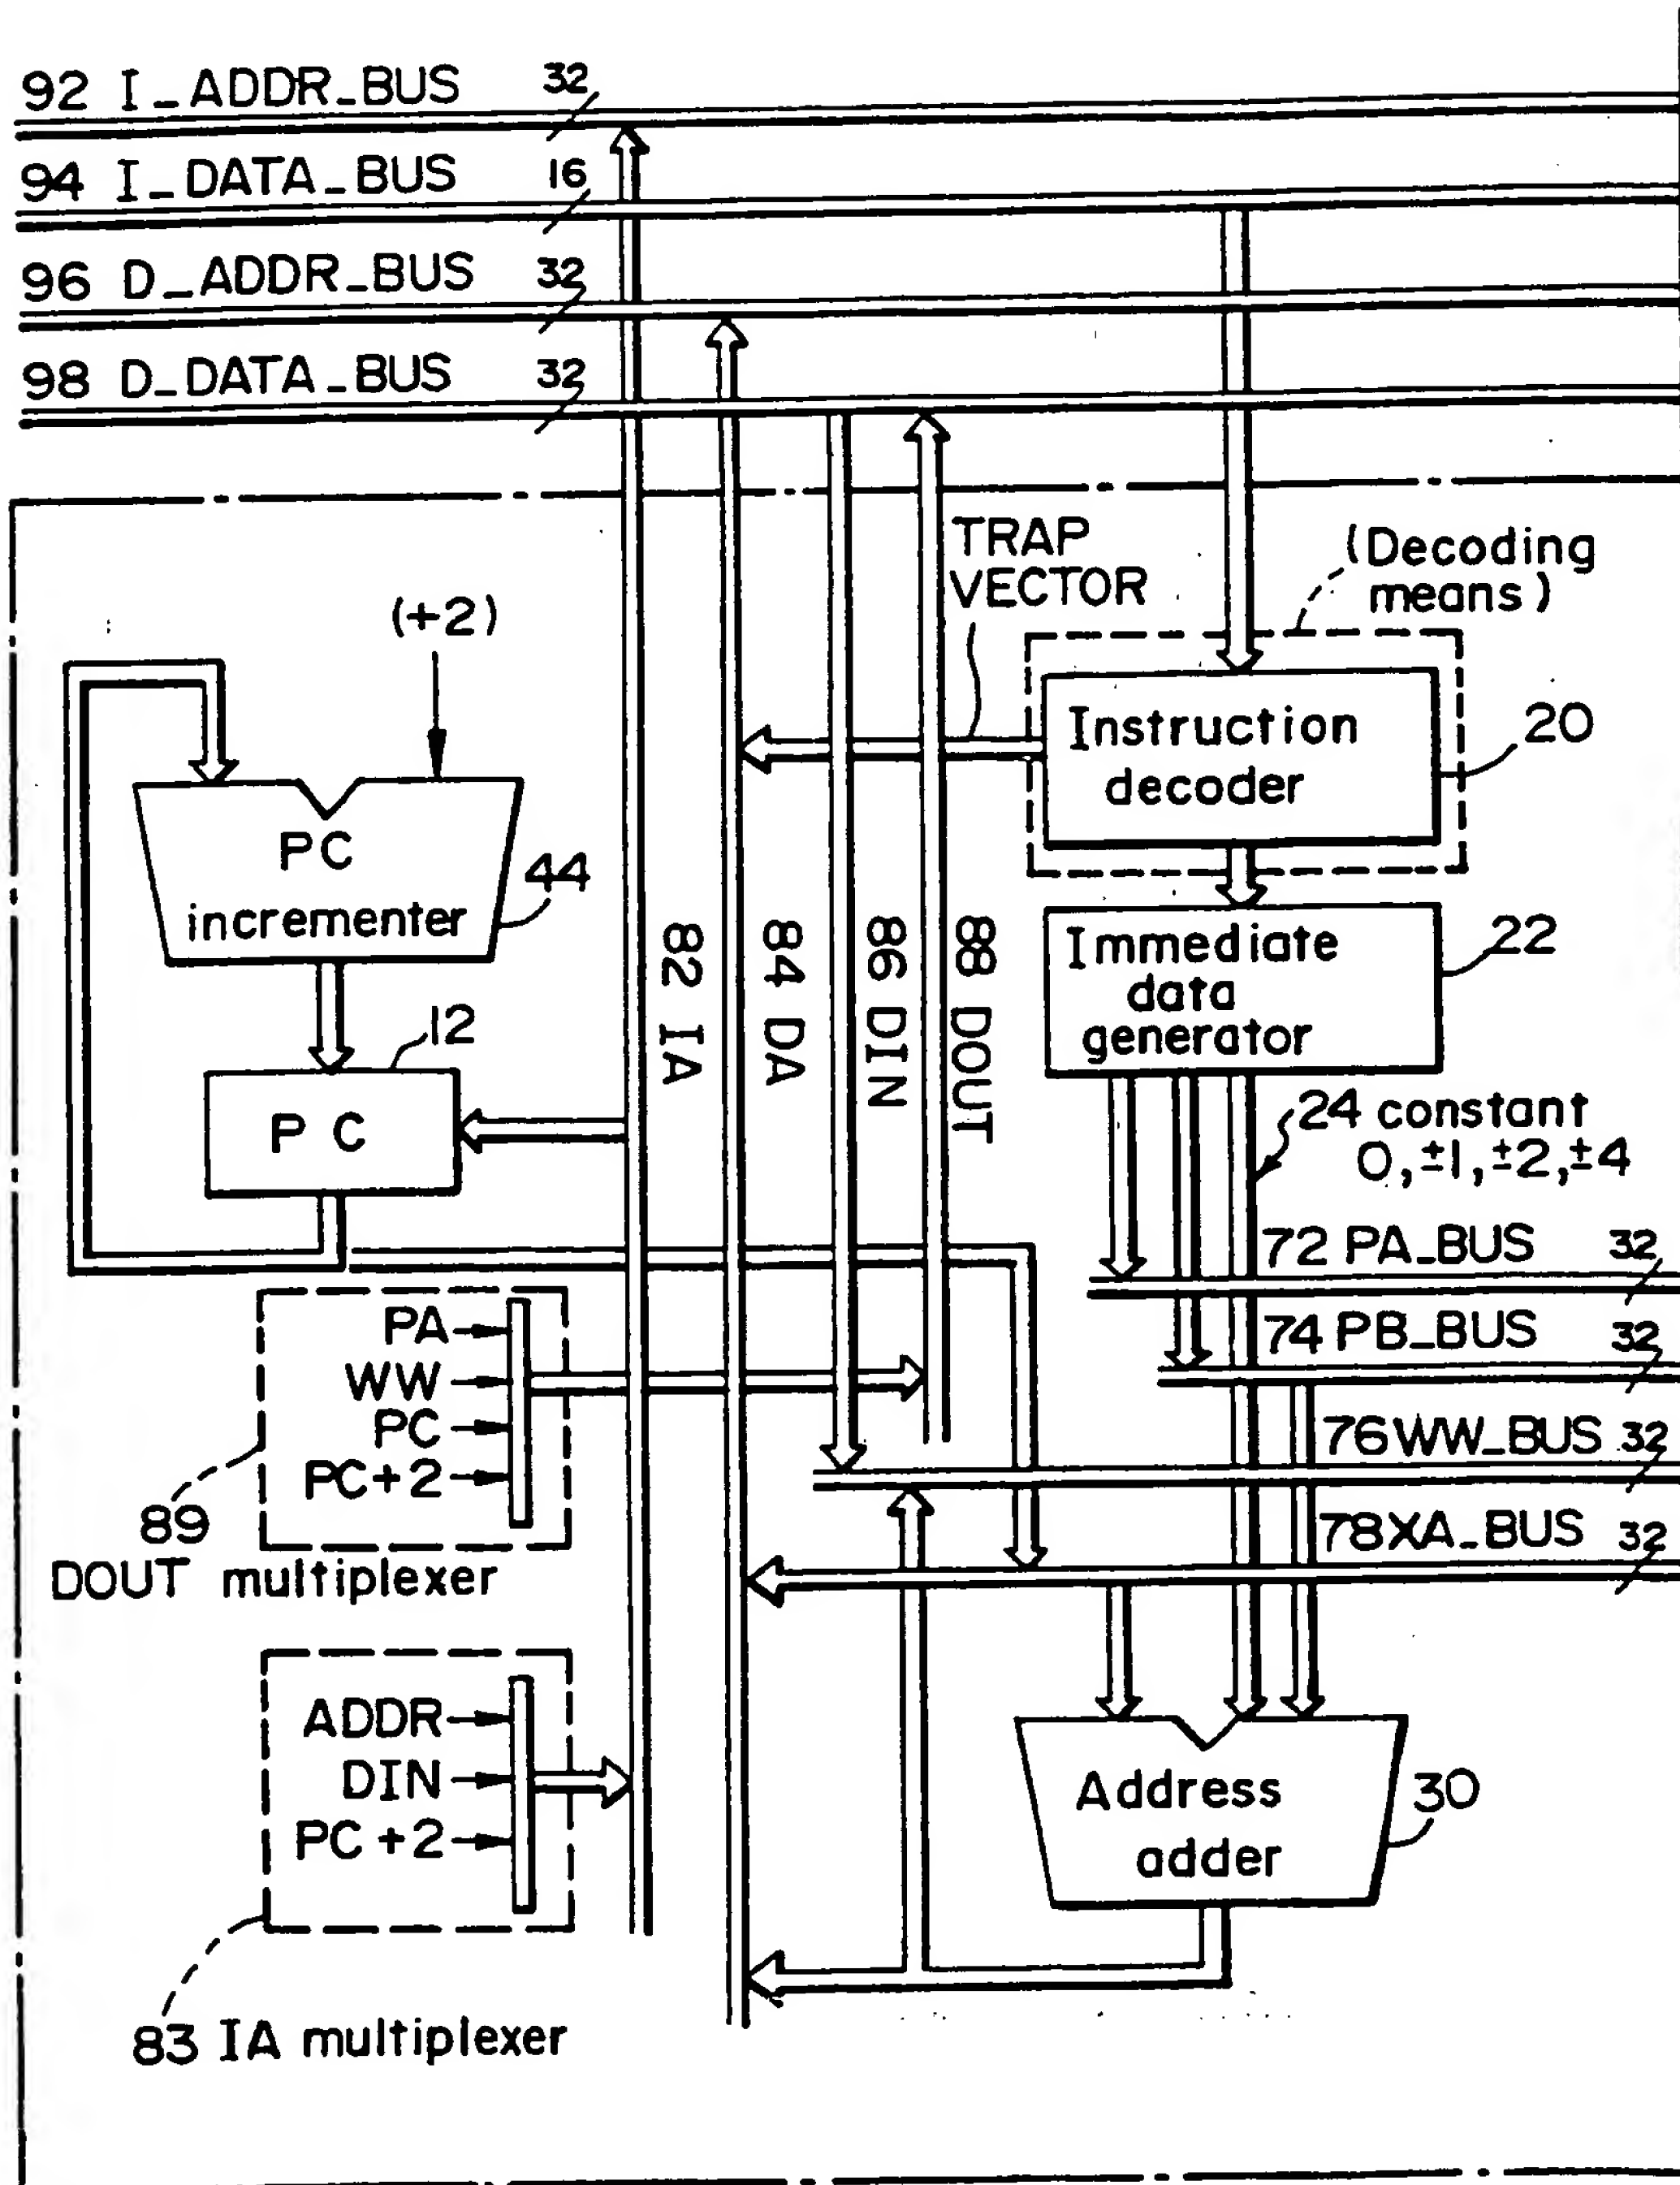 92 I_ADDR_BUS 32
94 I_DATA_BUS 16
96 D_ADDR_BUS 32
98 D_DATA_BUS 32
TRAP
VECTOR
(Decoding
means)
(+2)
Instruction
decoder
20
PC
incrementer
44
82 IA
84 DA
86 DIN
88 DOUT
Immediate
data
generator
22
12
PC
24 constant
0,±1,±2,±4
72 PA_BUS 32
74 PB_BUS 32
76 WW_BUS 32
78 XA_BUS 32
PA
WW
PC
PC+2
89
DOUT multiplexer
ADDR
DIN
PC+2
83 IA multiplexer
Address
adder
30